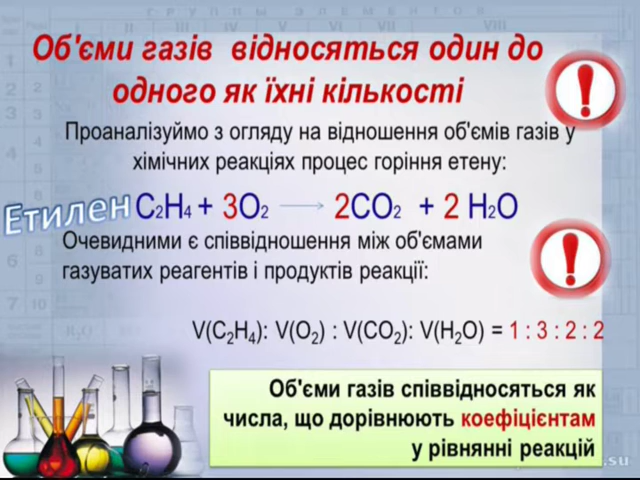 Об'єми газів відносяться один до
одного як їхні кількості
Проаналізуймо з огляду на відношення об'ємів газів у
хімічних реакціях процес горіння етену:
Етилен C₂H₄ + 3O₂ → 2CO₂ + 2 H₂O
Очевидними є співвідношення між об'ємами
газуватих реагентів і продуктів реакції:
V(C₂H₄): V(O₂) : V(CO₂): V(H₂O) = 1 : 3 : 2 : 2
Об'єми газів співвідносяться як
числа, що дорівнюють коефіцієнтам
у рівнянні реакцій